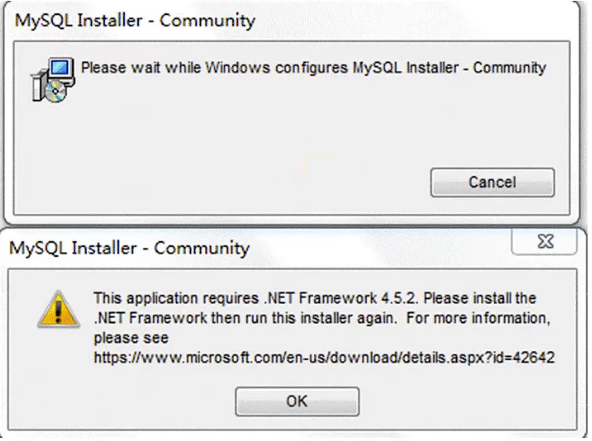 MySQL Installer - Community
Please wait while Windows configures MySQL Installer - Community
Cancel
MySQL Installer - Community
This application requires .NET Framework 4.5.2. Please install the
.NET Framework then run this installer again.  For more information,
please see
https://www.microsoft.com/en-us/download/details.aspx?id=42642
OK